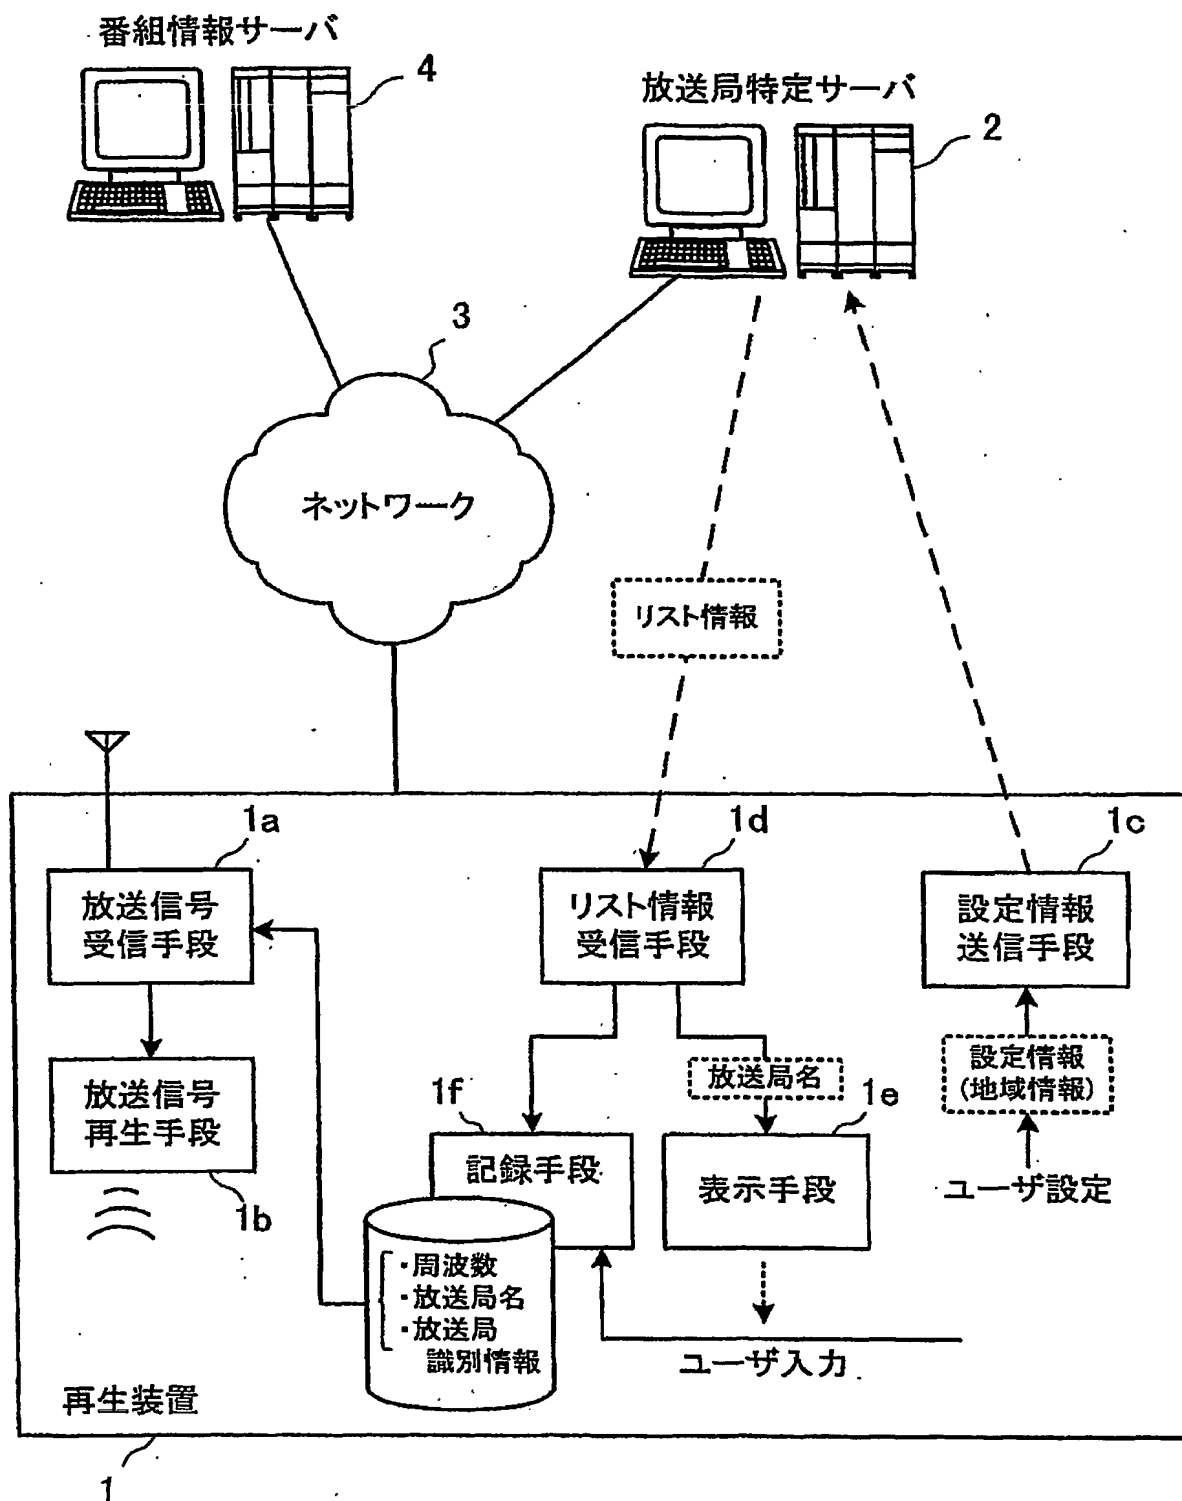 番組情報サーバ
4
放送局特定サーバ
2
3
ネットワーク
リスト情報
1a
1d
1c
放送信号
受信手段
リスト情報
受信手段
設定情報
送信手段
放送信号
再生手段
1b
放送局名
設定情報
(地域情報)
1f
1e
記録手段
表示手段
ユーザ設定
・周波数
・放送局名
・放送局
識別情報
ユーザ入力
再生装置
1